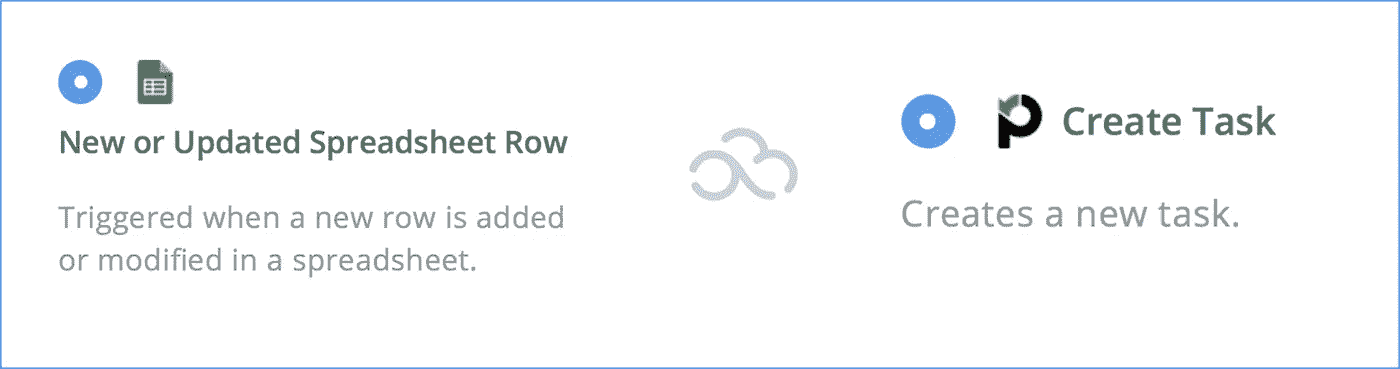 New or Updated Spreadsheet Row
Triggered when a new row is added
or modified in a spreadsheet.
Create Task
Creates a new task.